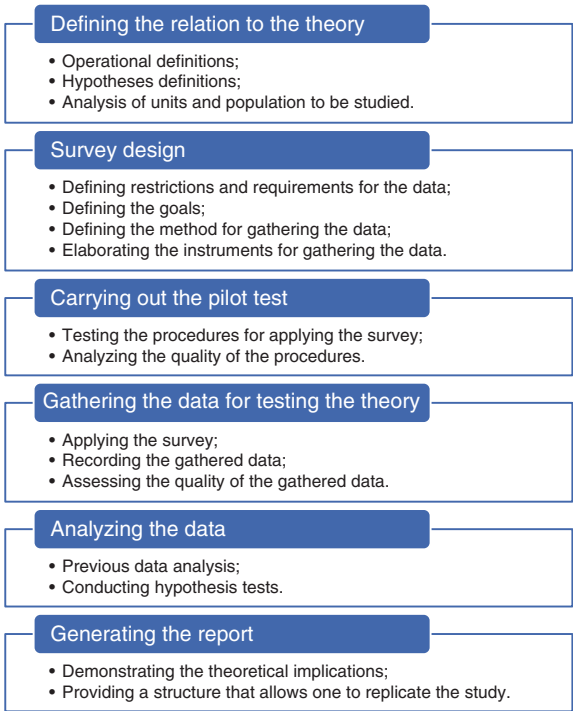 Defining the relation to the theory
• Operational definitions;
• Hypotheses definitions;
• Analysis of units and population to be studied.
Survey design
• Defining restrictions and requirements for the data;
• Defining the goals;
• Defining the method for gathering the data;
• Elaborating the instruments for gathering the data.
Carrying out the pilot test
• Testing the procedures for applying the survey;
• Analyzing the quality of the procedures.
Gathering the data for testing the theory
• Applying the survey;
• Recording the gathered data;
• Assessing the quality of the gathered data.
Analyzing the data
• Previous data analysis;
• Conducting hypothesis tests.
Generating the report
• Demonstrating the theoretical implications;
• Providing a structure that allows one to replicate the study.